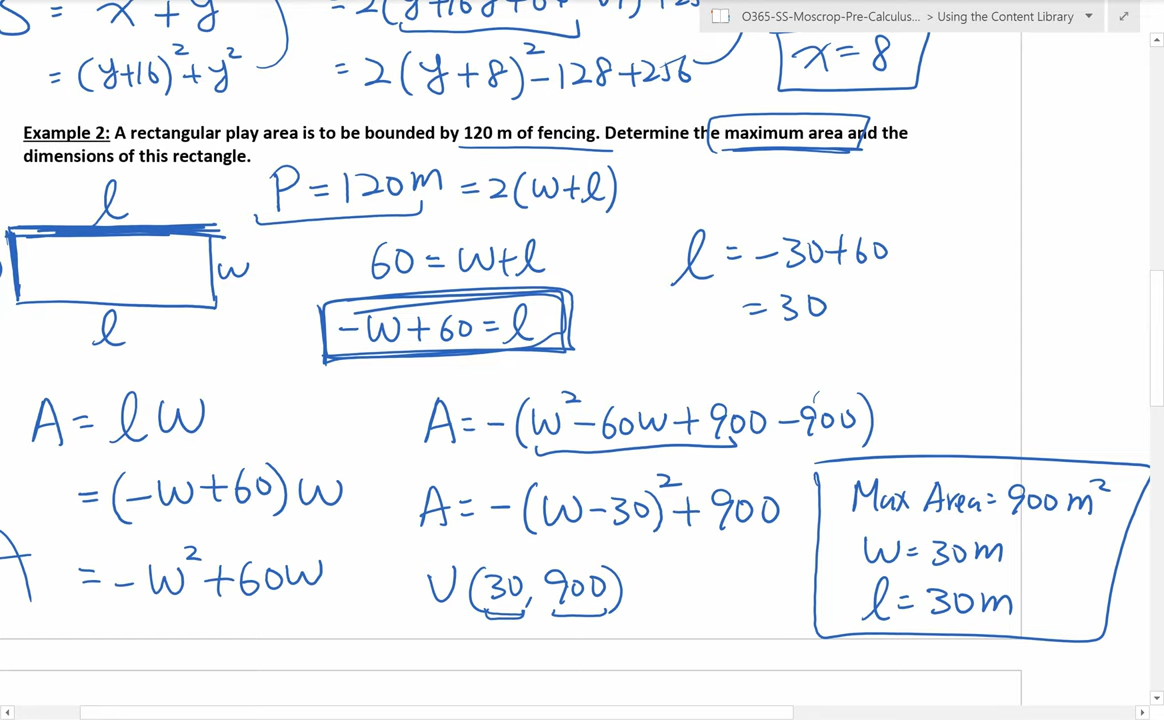 O365-SS-Moscrop-Pre-Calculus... > Using the Content Library
= x + y
= (y+16)² + y²
= 2(y+8)² - 128 + 256
x = 8
Example 2: A rectangular play area is to be bounded by 120 m of fencing. Determine the maximum area and the
dimensions of this rectangle.
l
w
l
P = 120m = 2(w+l)
60 = w+l
-w + 60 = l
l = -30+60
= 30
A = l w
= (-w+60) w
= -w² + 60w
A = -(w² - 60w + 900 - 900)
A = -(w-30)² + 900
V (30, 900)
Max Area = 900 m²
w = 30m
l = 30m